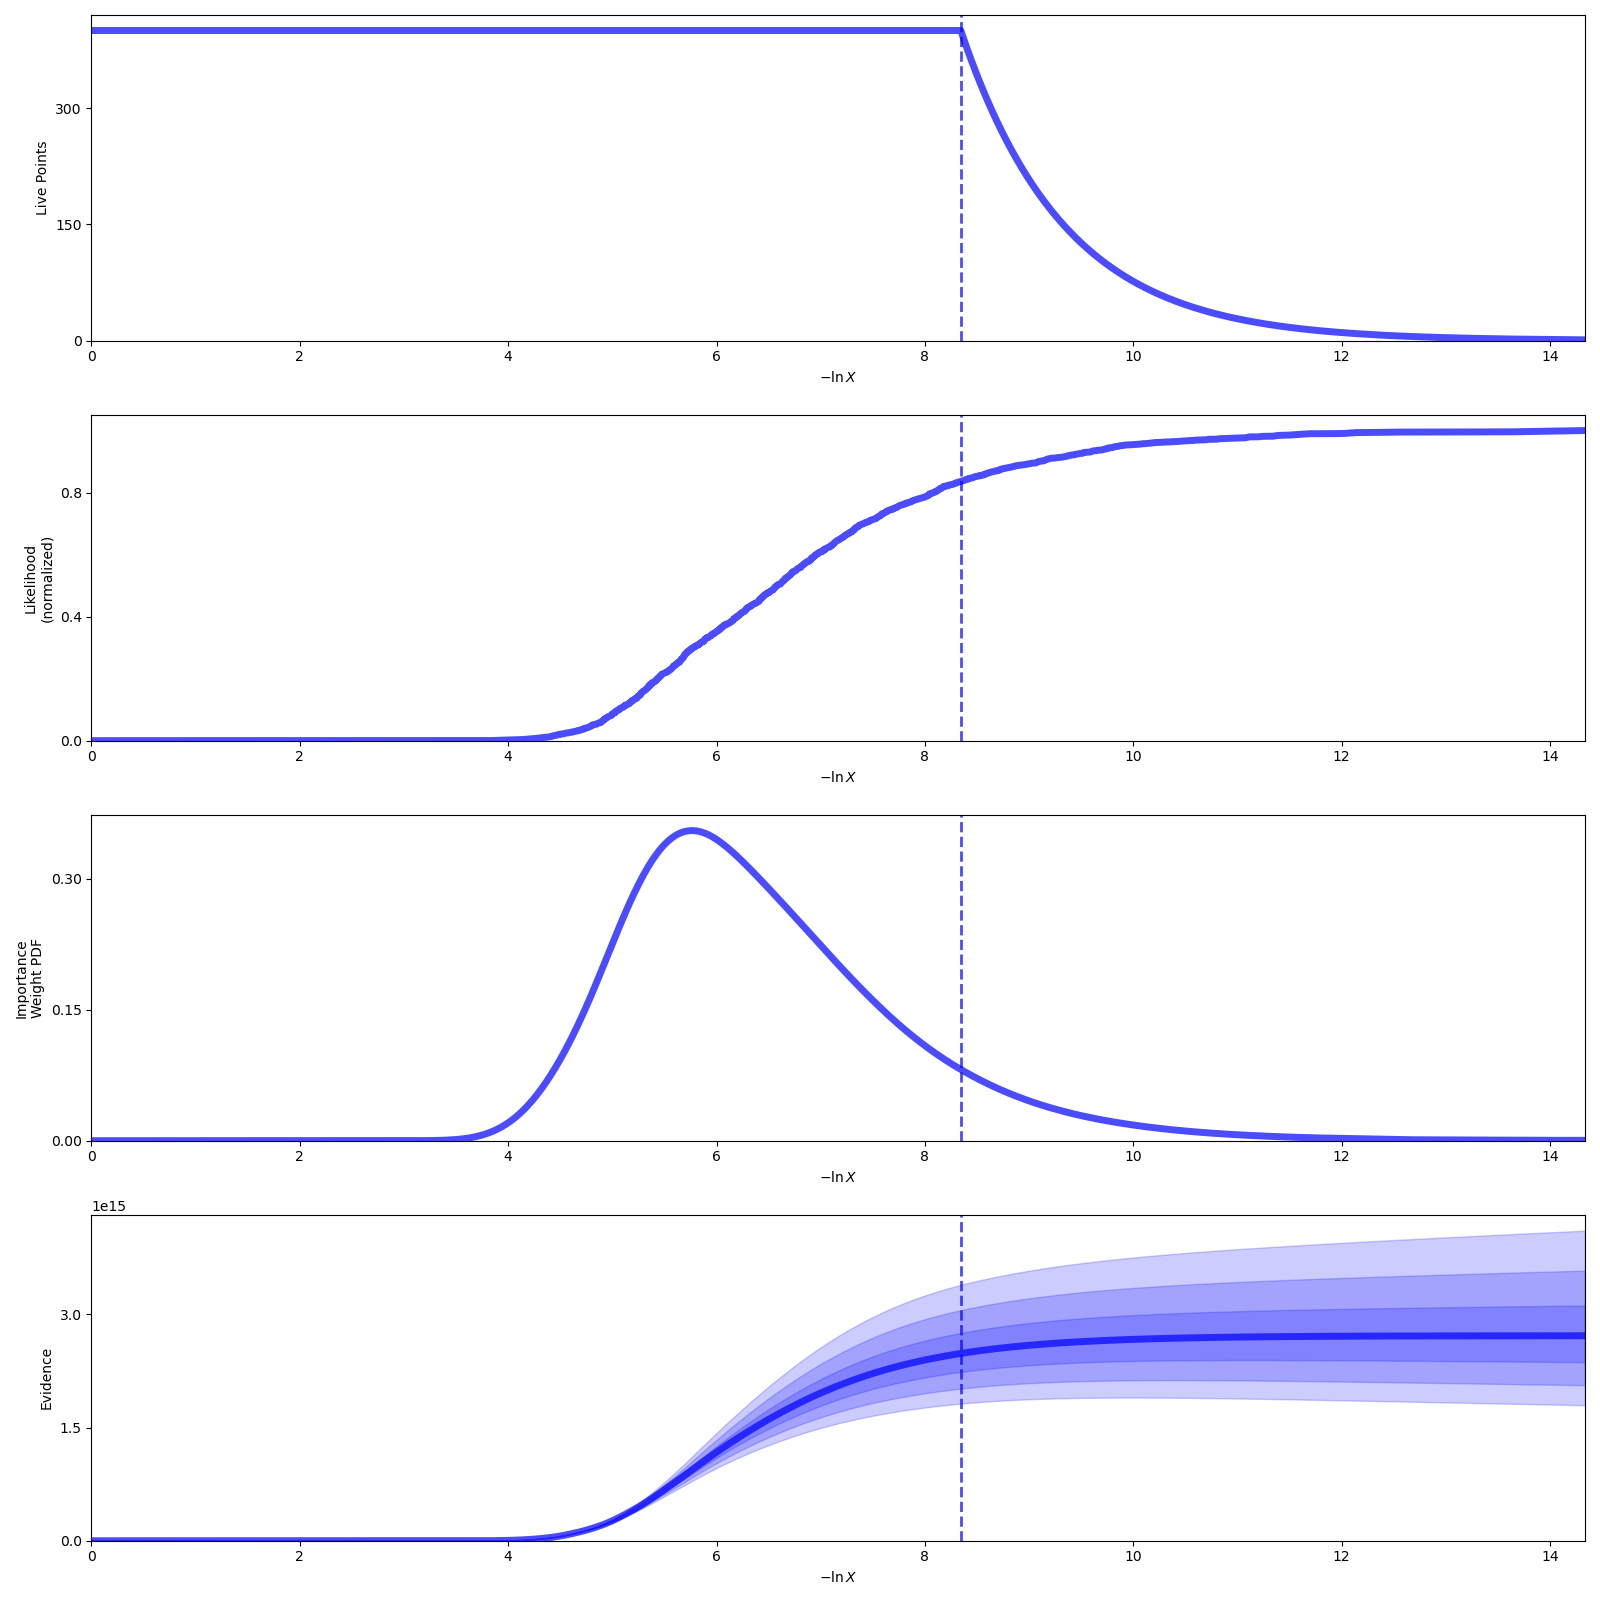 300
150
0
Live Points
0 2 4 6 8 10 12 14
−ln X
0.8
0.4
0.0
Likelihood
(normalized)
0 2 4 6 8 10 12 14
−ln X
0.30
0.15
0.00
Importance
Weight PDF
0 2 4 6 8 10 12 14
−ln X
1e15
3.0
1.5
0.0
Evidence
0 2 4 6 8 10 12 14
−ln X